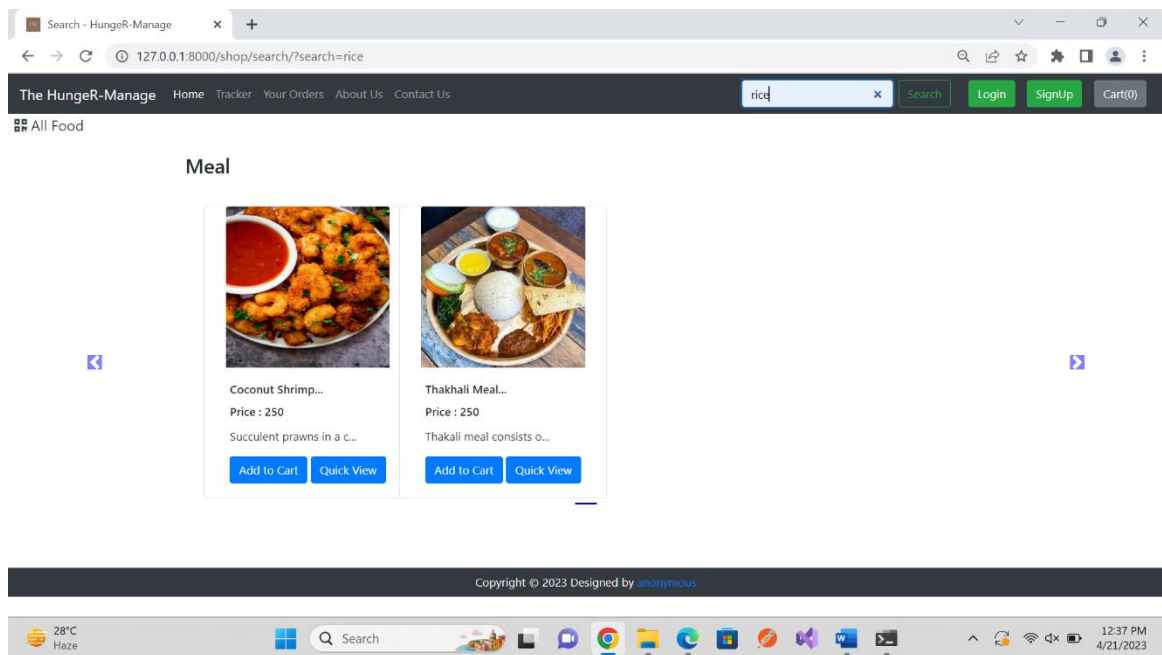 Search - HungeR-Manage
127.0.0.1:8000/shop/search/?search=rice
The HungeR-Manage Home Tracker Your Orders About Us Contact Us rice Search Login SignUp Cart(0)
All Food
Meal
Coconut Shrimp... Thakhali Meal...
Price : 250 Price : 250
Succulent prawns in a c... Thakali meal consists o...
Add to Cart Quick View Add to Cart Quick View
Copyright © 2023 Designed by anonymous
28°C Search 12:37 PM
Haze 4/21/2023